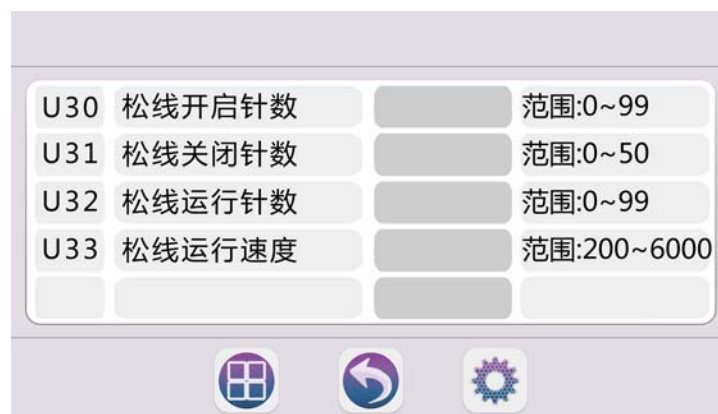 U30 松线开启针数 范围:0~99
U31 松线关闭针数 范围:0~50
U32 松线运行针数 范围:0~99
U33 松线运行速度 范围:200~6000